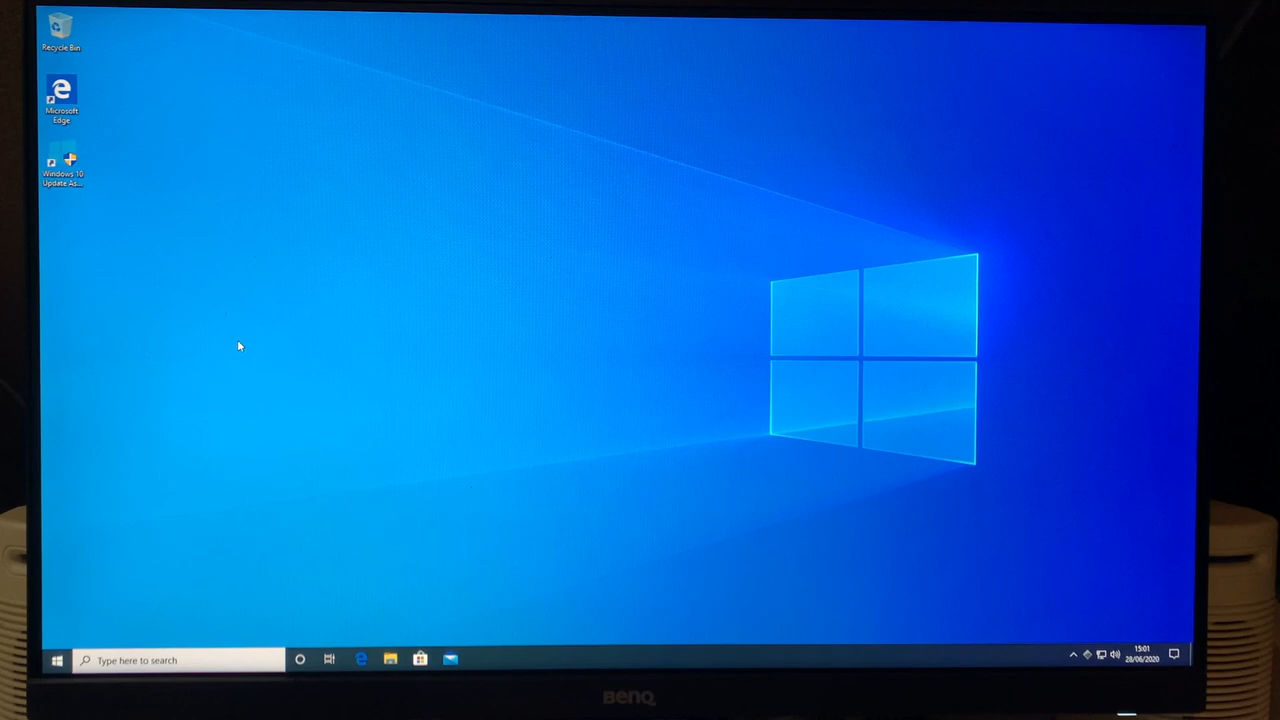 Recycle Bin
Microsoft
Edge
Windows 10
Update As...
Type here to search
15:01
28/06/2020
BenQ